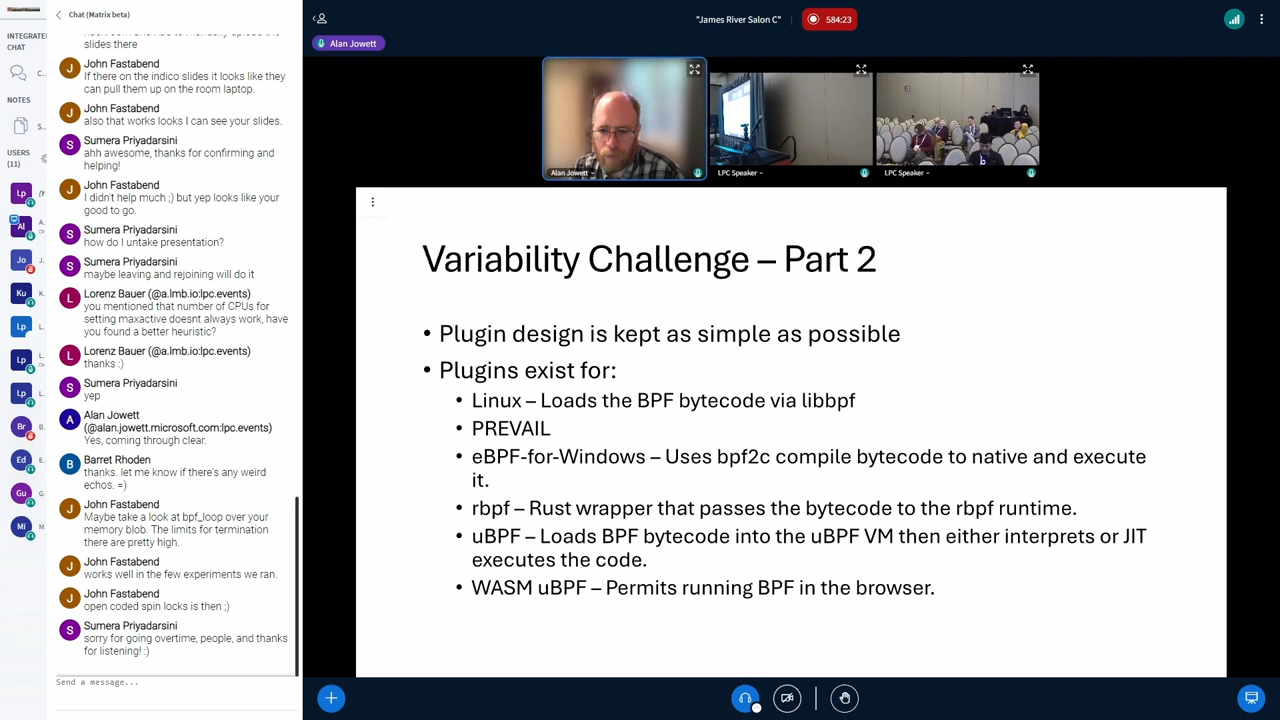 Chat (Matrix beta)
INTEGRATE
CHAT
C..
NOTES
S..
USERS
(11)
slides there
John Fastabend
If there on the indico slides it looks like they
can pull them up on the room laptop.
John Fastabend
also that works looks I can see your slides.
Sumera Priyadarsini
ahh awesome, thanks for confirming and
helping!
John Fastabend
I didn't help much ;) but yep looks like your
good to go.
Sumera Priyadarsini
how do I untake presentation?
Sumera Priyadarsini
maybe leaving and rejoining will do it
Lorenz Bauer (@a.lmb.io:lpc.events)
you mentioned that number of CPUs for
setting maxactive doesnt always work, have
you found a better heuristic?
Lorenz Bauer (@a.lmb.io:lpc.events)
thanks :)
Sumera Priyadarsini
yep
Alan Jowett
(@alan.jowett.microsoft.com:lpc.events)
Yes, coming through clear.
Barret Rhoden
thanks. let me know if there's any weird
echos. =)
John Fastabend
Maybe take a look at bpf_loop over your
memory blob. The limits for termination
there are pretty high.
John Fastabend
works well in the few experiments we ran.
John Fastabend
open coded spin locks is then ;)
Sumera Priyadarsini
sorry for going overtime, people, and thanks
for listening! :)
Send a message...
"James River Salon C"
584:23
Alan Jowett
Alan Jowett
LPC Speaker
LPC Speaker
Variability Challenge – Part 2
• Plugin design is kept as simple as possible
• Plugins exist for:
• Linux – Loads the BPF bytecode via libbpf
• PREVAIL
• eBPF-for-Windows – Uses bpf2c compile bytecode to native and execute
it.
• rbpf – Rust wrapper that passes the bytecode to the rbpf runtime.
• uBPF – Loads BPF bytecode into the uBPF VM then either interprets or JIT
executes the code.
• WASM uBPF – Permits running BPF in the browser.